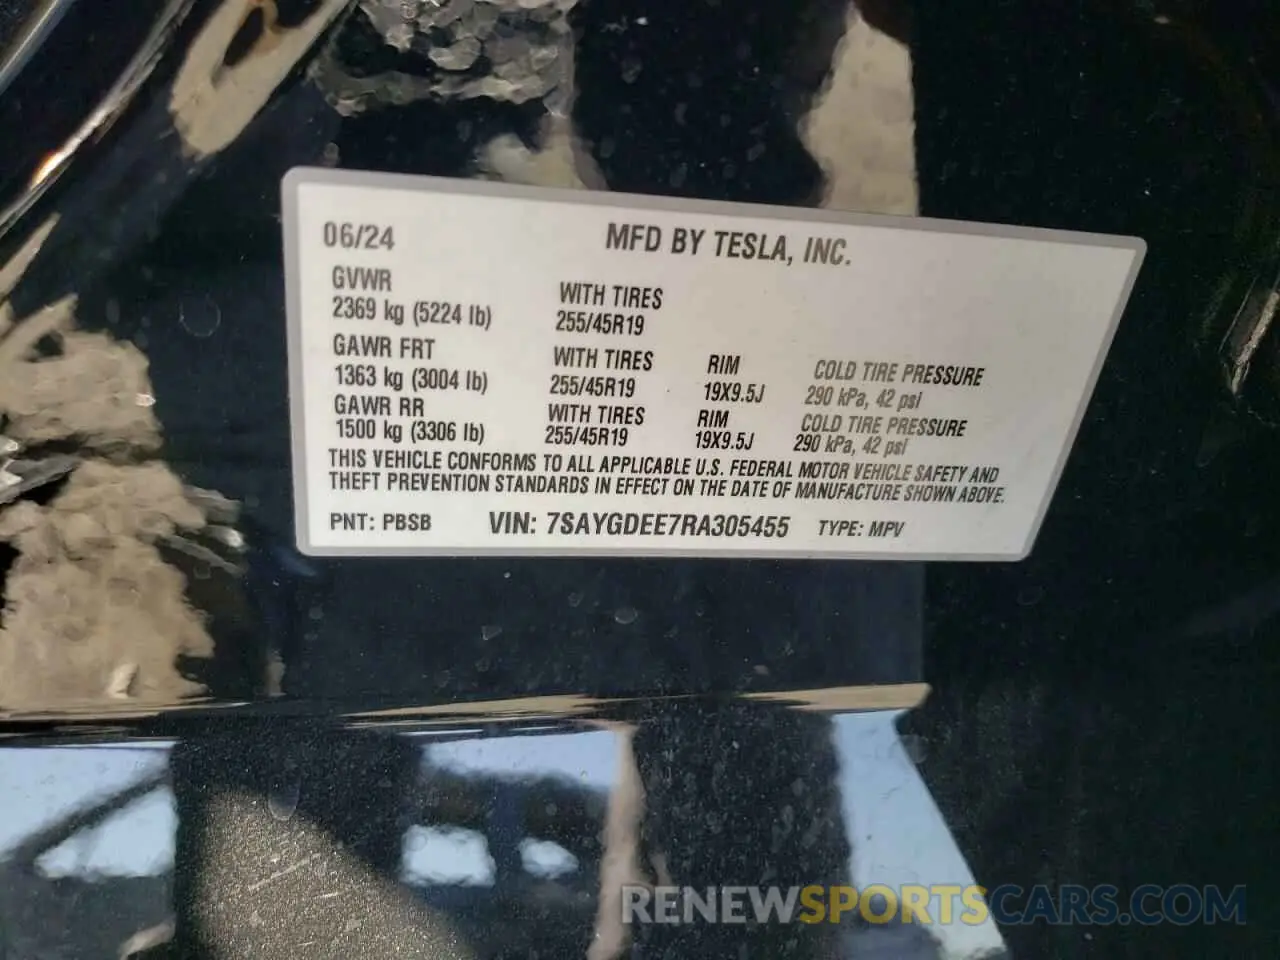 06/24 MFD BY TESLA, INC.
GVWR
2369 kg (5224 lb)
WITH TIRES
255/45R19
GAWR FRT
1363 kg (3004 lb)
WITH TIRES
255/45R19
RIM
19X9.5J
COLD TIRE PRESSURE
290 kPa, 42 psi
GAWR RR
1500 kg (3306 lb)
WITH TIRES
255/45R19
RIM
19X9.5J
COLD TIRE PRESSURE
290 kPa, 42 psi
THIS VEHICLE CONFORMS TO ALL APPLICABLE U.S. FEDERAL MOTOR VEHICLE SAFETY AND
THEFT PREVENTION STANDARDS IN EFFECT ON THE DATE OF MANUFACTURE SHOWN ABOVE.
PNT: PBSB VIN: 7SAYGDEE7RA305455 TYPE: MPV
RENEWSPORTSCARS.COM